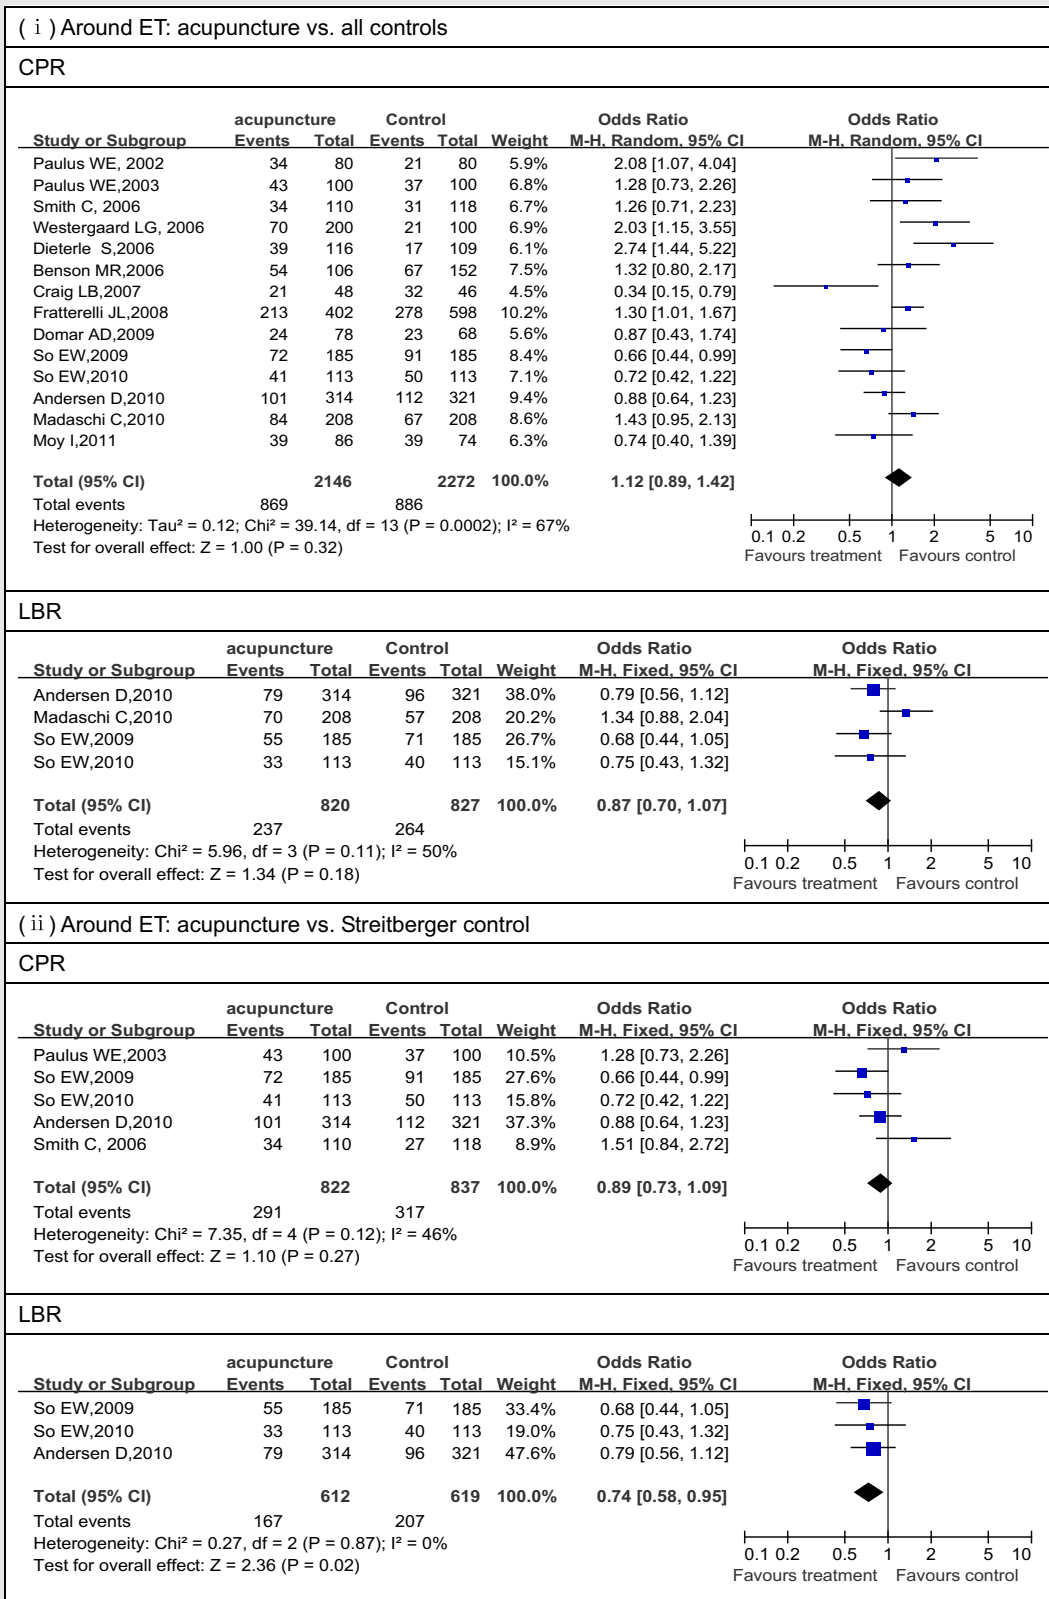 (ⅰ) Around ET: acupuncture vs. all controls
CPR
acupuncture Control Odds Ratio Odds Ratio
Study or Subgroup Events Total Events Total Weight M-H, Random, 95% CI M-H, Random, 95% CI
Paulus WE, 2002 34 80 21 80 5.9% 2.08 [1.07, 4.04]
Paulus WE,2003 43 100 37 100 6.8% 1.28 [0.73, 2.26]
Smith C, 2006 34 110 31 118 6.7% 1.26 [0.71, 2.23]
Westergaard LG, 2006 70 200 21 100 6.9% 2.03 [1.15, 3.55]
Dieterle S,2006 39 116 17 109 6.1% 2.74 [1.44, 5.22]
Benson MR,2006 54 106 67 152 7.5% 1.32 [0.80, 2.17]
Craig LB,2007 21 48 32 46 4.5% 0.34 [0.15, 0.79]
Fratterelli JL,2008 213 402 278 598 10.2% 1.30 [1.01, 1.67]
Domar AD,2009 24 78 23 68 5.6% 0.87 [0.43, 1.74]
So EW,2009 72 185 91 185 8.4% 0.66 [0.44, 0.99]
So EW,2010 41 113 50 113 7.1% 0.72 [0.42, 1.22]
Andersen D,2010 101 314 112 321 9.4% 0.88 [0.64, 1.23]
Madaschi C,2010 84 208 67 208 8.6% 1.43 [0.95, 2.13]
Moy I,2011 39 86 39 74 6.3% 0.74 [0.40, 1.39]
Total (95% CI) 2146 2272 100.0% 1.12 [0.89, 1.42]
Total events 869 886
Heterogeneity: Tau² = 0.12; Chi² = 39.14, df = 13 (P = 0.0002); I² = 67%
Test for overall effect: Z = 1.00 (P = 0.32)
0.1 0.2 0.5 1 2 5 10
Favours treatment Favours control
LBR
acupuncture Control Odds Ratio Odds Ratio
Study or Subgroup Events Total Events Total Weight M-H, Fixed, 95% CI M-H, Fixed, 95% CI
Andersen D,2010 79 314 96 321 38.0% 0.79 [0.56, 1.12]
Madaschi C,2010 70 208 57 208 20.2% 1.34 [0.88, 2.04]
So EW,2009 55 185 71 185 26.7% 0.68 [0.44, 1.05]
So EW,2010 33 113 40 113 15.1% 0.75 [0.43, 1.32]
Total (95% CI) 820 827 100.0% 0.87 [0.70, 1.07]
Total events 237 264
Heterogeneity: Chi² = 5.96, df = 3 (P = 0.11); I² = 50%
Test for overall effect: Z = 1.34 (P = 0.18)
0.1 0.2 0.5 1 2 5 10
Favours treatment Favours control
(ⅱ) Around ET: acupuncture vs. Streitberger control
CPR
acupuncture Control Odds Ratio Odds Ratio
Study or Subgroup Events Total Events Total Weight M-H, Fixed, 95% CI M-H, Fixed, 95% CI
Paulus WE,2003 43 100 37 100 10.5% 1.28 [0.73, 2.26]
So EW,2009 72 185 91 185 27.6% 0.66 [0.44, 0.99]
So EW,2010 41 113 50 113 15.8% 0.72 [0.42, 1.22]
Andersen D,2010 101 314 112 321 37.3% 0.88 [0.64, 1.23]
Smith C, 2006 34 110 27 118 8.9% 1.51 [0.84, 2.72]
Total (95% CI) 822 837 100.0% 0.89 [0.73, 1.09]
Total events 291 317
Heterogeneity: Chi² = 7.35, df = 4 (P = 0.12); I² = 46%
Test for overall effect: Z = 1.10 (P = 0.27)
0.1 0.2 0.5 1 2 5 10
Favours treatment Favours control
LBR
acupuncture Control Odds Ratio Odds Ratio
Study or Subgroup Events Total Events Total Weight M-H, Fixed, 95% CI M-H, Fixed, 95% CI
So EW,2009 55 185 71 185 33.4% 0.68 [0.44, 1.05]
So EW,2010 33 113 40 113 19.0% 0.75 [0.43, 1.32]
Andersen D,2010 79 314 96 321 47.6% 0.79 [0.56, 1.12]
Total (95% CI) 612 619 100.0% 0.74 [0.58, 0.95]
Total events 167 207
Heterogeneity: Chi² = 0.27, df = 2 (P = 0.87); I² = 0%
Test for overall effect: Z = 2.36 (P = 0.02)
0.1 0.2 0.5 1 2 5 10
Favours treatment Favours control